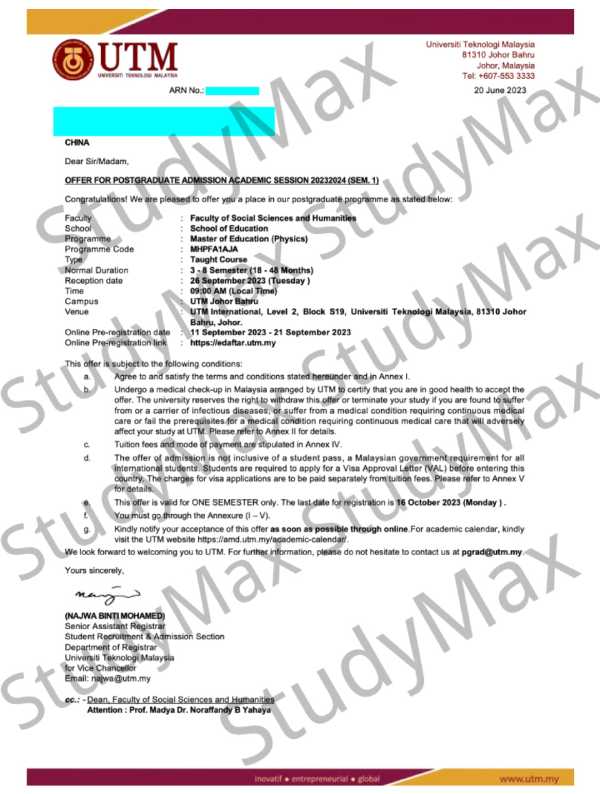 UTM
UNIVERSITI TEKNOLOGI MALAYSIA
Universiti Teknologi Malaysia
81310 Johor Bahru
Johor, Malaysia
Tel: +607-553 3333
ARN No.:
20 June 2023
CHINA
Dear Sir/Madam,
OFFER FOR POSTGRADUATE ADMISSION ACADEMIC SESSION 20232024 (SEM. 1)
Congratulations! We are pleased to offer you a place in our postgraduate programme as stated below:
Faculty : Faculty of Social Sciences and Humanities
School : School of Education
Programme : Master of Education (Physics)
Programme Code : MHPFA1AJA
Type : Taught Course
Normal Duration : 3 - 8 Semester (18 - 48 Months)
Reception date : 26 September 2023 (Tuesday )
Time : 09:00 AM (Local Time)
Campus : UTM Johor Bahru
Venue : UTM International, Level 2, Block S19, Universiti Teknologi Malaysia, 81310 Johor
Bahru, Johor.
Online Pre-registration date : 11 September 2023 - 21 September 2023
Online Pre-registration link : https://edaftar.utm.my
This offer is subject to the following conditions:
a. Agree to and satisfy the terms and conditions stated hereunder and in Annex I.
b. Undergo a medical check-up in Malaysia arranged by UTM to certify that you are in good health to accept the
offer. The university reserves the right to withdraw this offer or terminate your study if you are found to suffer
from or a carrier of infectious diseases, or suffer from a medical condition requiring continuous medical
care or fail the prerequisites for a medical condition requiring continuous medical care that will adversely
affect your study at UTM. Please refer to Annex II for details.
c. Tuition fees and mode of payment are stipulated in Annex IV.
d. The offer of admission is not inclusive of a student pass, a Malaysian government requirement for all
international students. Students are required to apply for a Visa Approval Letter (VAL) before entering this
country. The charges for visa applications are to be paid separately from tuition fees. Please refer to Annex V
for details.
e. This offer is valid for ONE SEMESTER only. The last date for registration is 16 October 2023 (Monday ) .
f. You must go through the Annexure (I – V).
g. Kindly notify your acceptance of this offer as soon as possible through online.For academic calendar, kindly
visit the UTM website https://amd.utm.my/academic-calendar/.
We look forward to welcoming you to UTM. For further information, please do not hesitate to contact us at pgrad@utm.my.
Yours sincerely,
(NAJWA BINTI MOHAMED)
Senior Assistant Registrar
Student Recruitment & Admission Section
Department of Registrar
Universiti Teknologi Malaysia
for Vice Chancellor
Email: najwa@utm.my
cc.: - Dean, Faculty of Social Sciences and Humanities
Attention : Prof. Madya Dr. Noraffandy B Yahaya
inovatif ● entrepreneurial ● global
www.utm.my
StudyMax
StudyMax
StudyMax
StudyMax
StudyMax
StudyMax
StudyMax
StudyMax